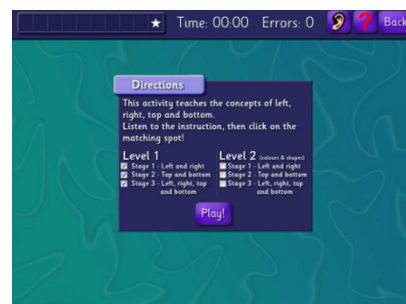 Time: 00:00 Errors: 0 ? Back
Directions
This activity teaches the concepts of left,
right, top and bottom.
Listen to the instruction, then click on the
matching spot!
Level 1
Stage 1 - Left and right
Stage 2 - Top and bottom
Stage 3 - Left, right, top
and bottom
Level 2 (colours & shapes)
Stage 1 - Left and right
Stage 2 - Top and bottom
Stage 3 - Left, right, top
and bottom
Play!